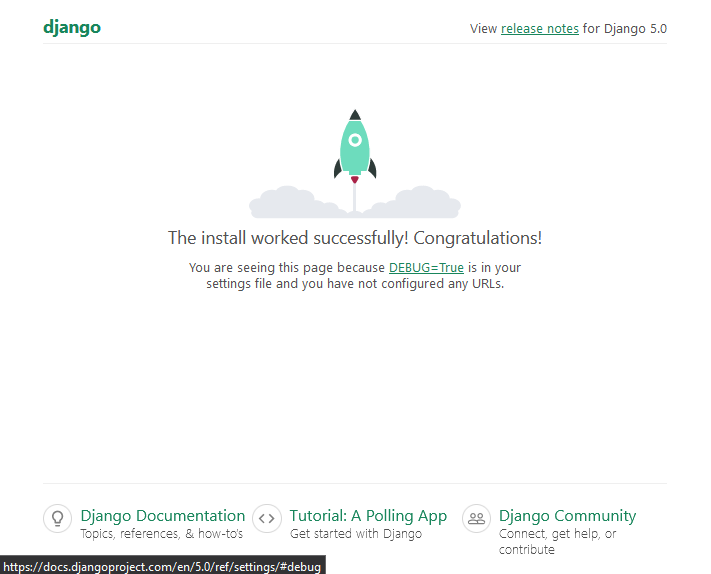 django
View release notes for Django 5.0
The install worked successfully! Congratulations!
You are seeing this page because DEBUG=True is in your
settings file and you have not configured any URLs.
Django Documentation
Topics, references, & how-to's
Tutorial: A Polling App
Get started with Django
Django Community
Connect, get help, or
contribute
https://docs.djangoproject.com/en/5.0/ref/settings/#debug